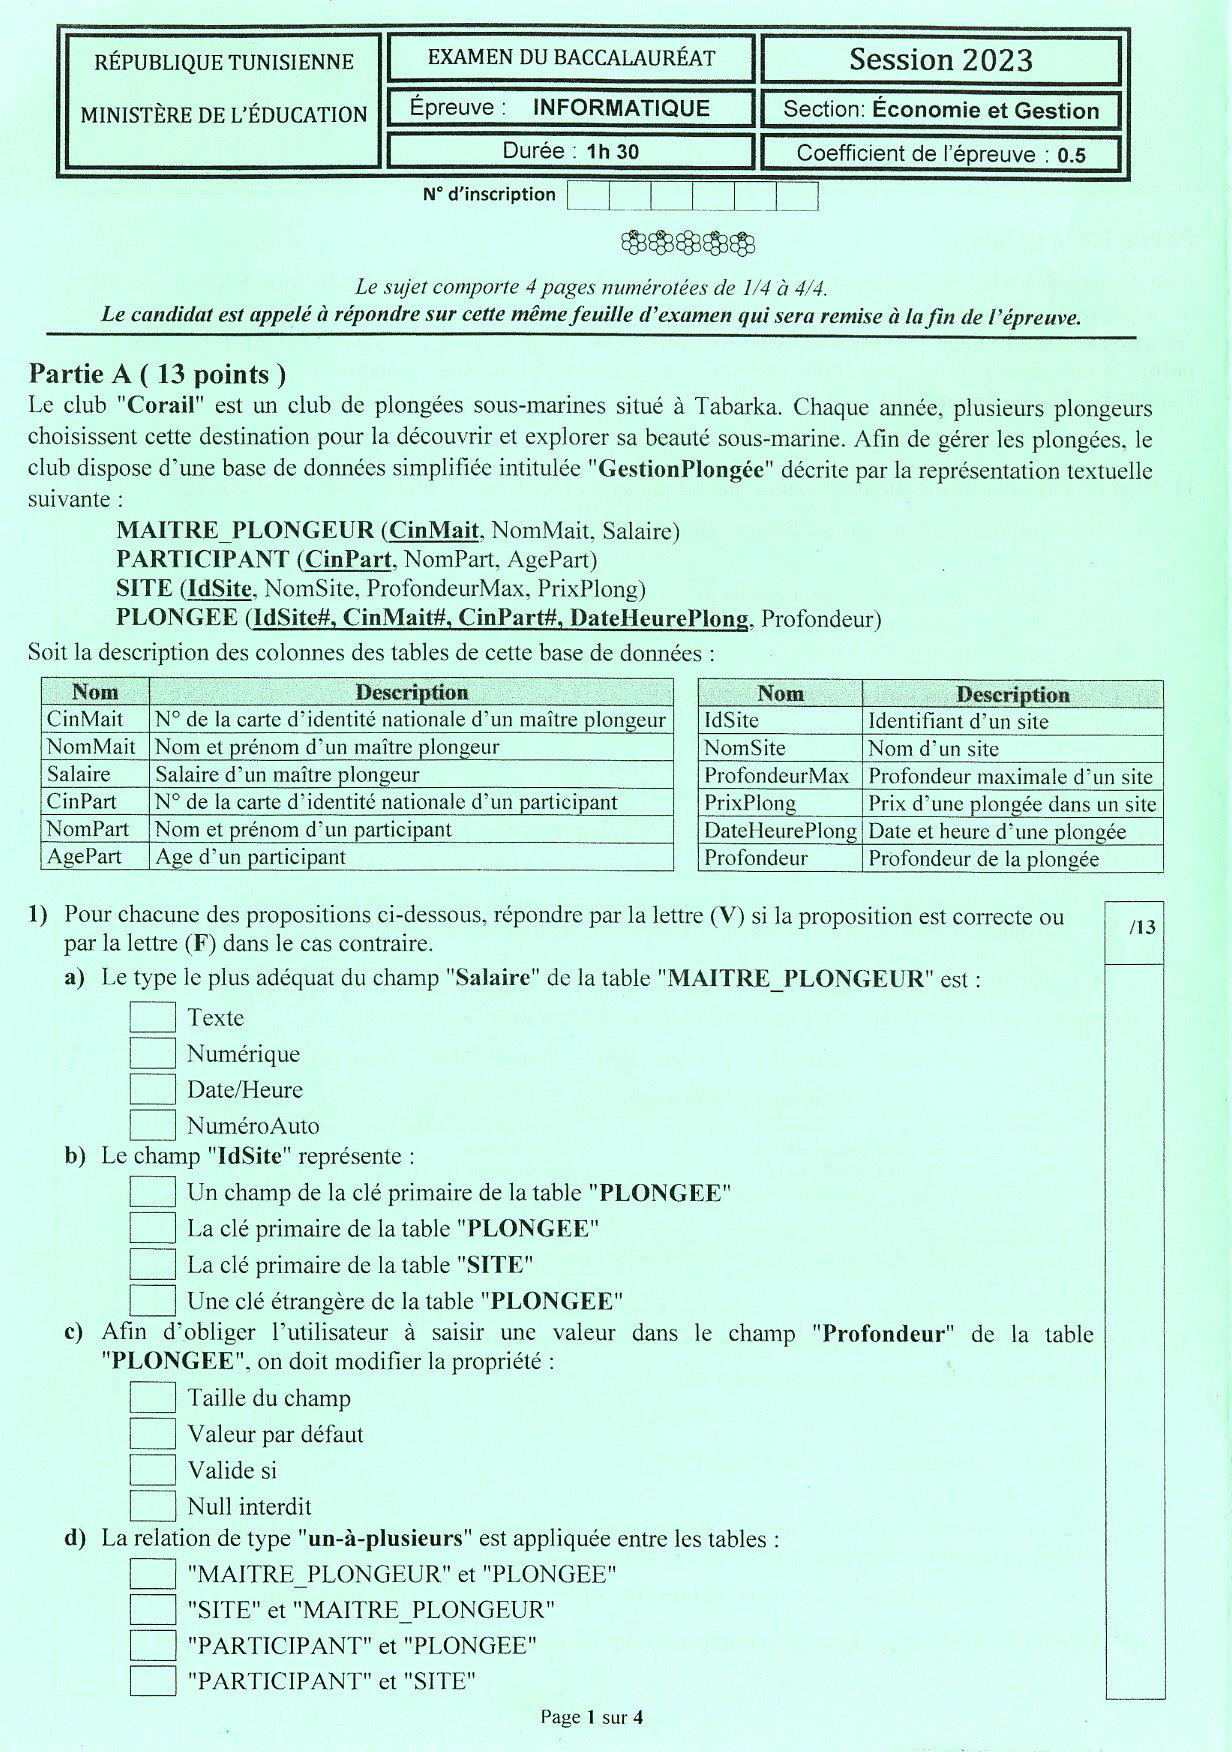 RÉPUBLIQUE TUNISIENNE
MINISTÈRE DE L'ÉDUCATION
EXAMEN DU BACCALAURÉAT
Session 2023
Épreuve : INFORMATIQUE
Section: Économie et Gestion
Durée : 1h 30
Coefficient de l'épreuve : 0.5
N° d'inscription
Le sujet comporte 4 pages numérotées de 1/4 à 4/4.
Le candidat est appelé à répondre sur cette même feuille d'examen qui sera remise à la fin de l'épreuve.
Partie A ( 13 points )
Le club "Corail" est un club de plongées sous-marines situé à Tabarka. Chaque année, plusieurs plongeurs
choisissent cette destination pour la découvrir et explorer sa beauté sous-marine. Afin de gérer les plongées, le
club dispose d'une base de données simplifiée intitulée "GestionPlongée" décrite par la représentation textuelle
suivante :
MAITRE_PLONGEUR (CinMait, NomMait, Salaire)
PARTICIPANT (CinPart, NomPart, AgePart)
SITE (IdSite, NomSite, ProfondeurMax, PrixPlong)
PLONGEE (IdSite#, CinMait#, CinPart#, DateHeurePlong, Profondeur)
Soit la description des colonnes des tables de cette base de données :
Nom Description
CinMait N° de la carte d'identité nationale d'un maître plongeur
NomMait Nom et prénom d'un maître plongeur
Salaire Salaire d'un maître plongeur
CinPart N° de la carte d'identité nationale d'un participant
NomPart Nom et prénom d'un participant
AgePart Age d'un participant
Nom Description
IdSite Identifiant d'un site
NomSite Nom d'un site
ProfondeurMax Profondeur maximale d'un site
PrixPlong Prix d'une plongée dans un site
DateHeurePlong Date et heure d'une plongée
Profondeur Profondeur de la plongée
1) Pour chacune des propositions ci-dessous, répondre par la lettre (V) si la proposition est correcte ou
par la lettre (F) dans le cas contraire.
/13
a) Le type le plus adéquat du champ "Salaire" de la table "MAITRE_PLONGEUR" est :
Texte
Numérique
Date/Heure
NuméroAuto
b) Le champ "IdSite" représente :
Un champ de la clé primaire de la table "PLONGEE"
La clé primaire de la table "PLONGEE"
La clé primaire de la table "SITE"
Une clé étrangère de la table "PLONGEE"
c) Afin d'obliger l'utilisateur à saisir une valeur dans le champ "Profondeur" de la table
"PLONGEE", on doit modifier la propriété :
Taille du champ
Valeur par défaut
Valide si
Null interdit
d) La relation de type "un-à-plusieurs" est appliquée entre les tables :
"MAITRE_PLONGEUR" et "PLONGEE"
"SITE" et "MAITRE_PLONGEUR"
"PARTICIPANT" et "PLONGEE"
"PARTICIPANT" et "SITE"
Page 1 sur 4